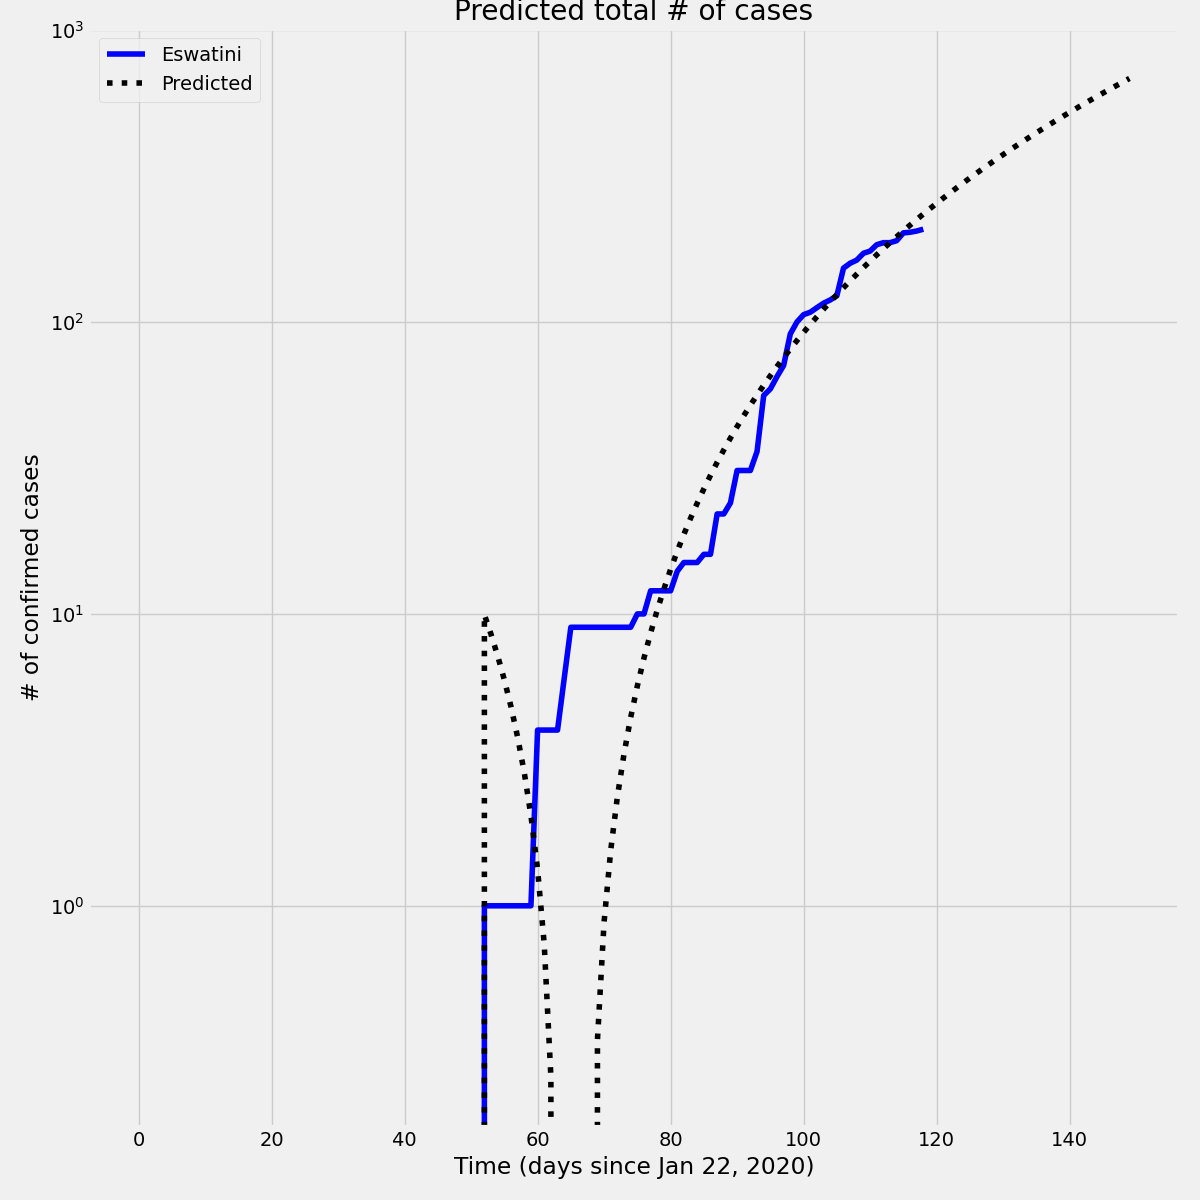 Predicted total # of cases
Eswatini
Predicted
10³
10²
10¹
10⁰
# of confirmed cases
0 20 40 60 80 100 120 140
Time (days since Jan 22, 2020)